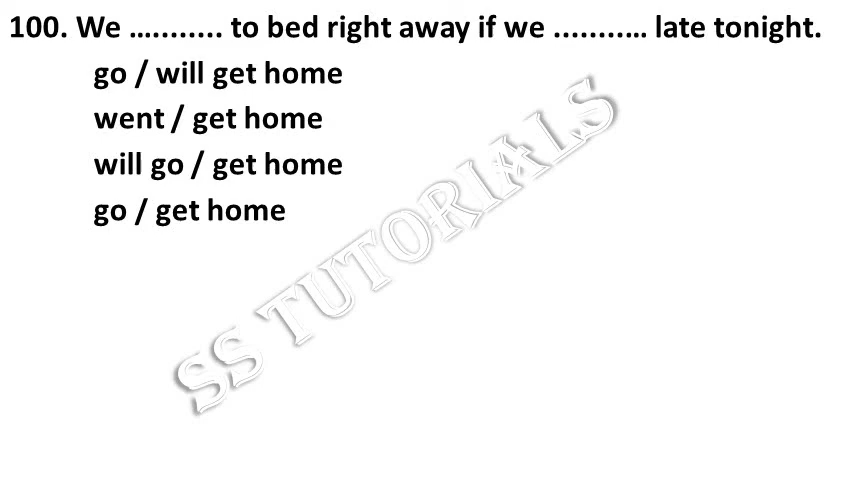 100. We ….......... to bed right away if we ..........… late tonight.
go / will get home
went / get home
will go / get home
go / get home
SS TUTORIALS